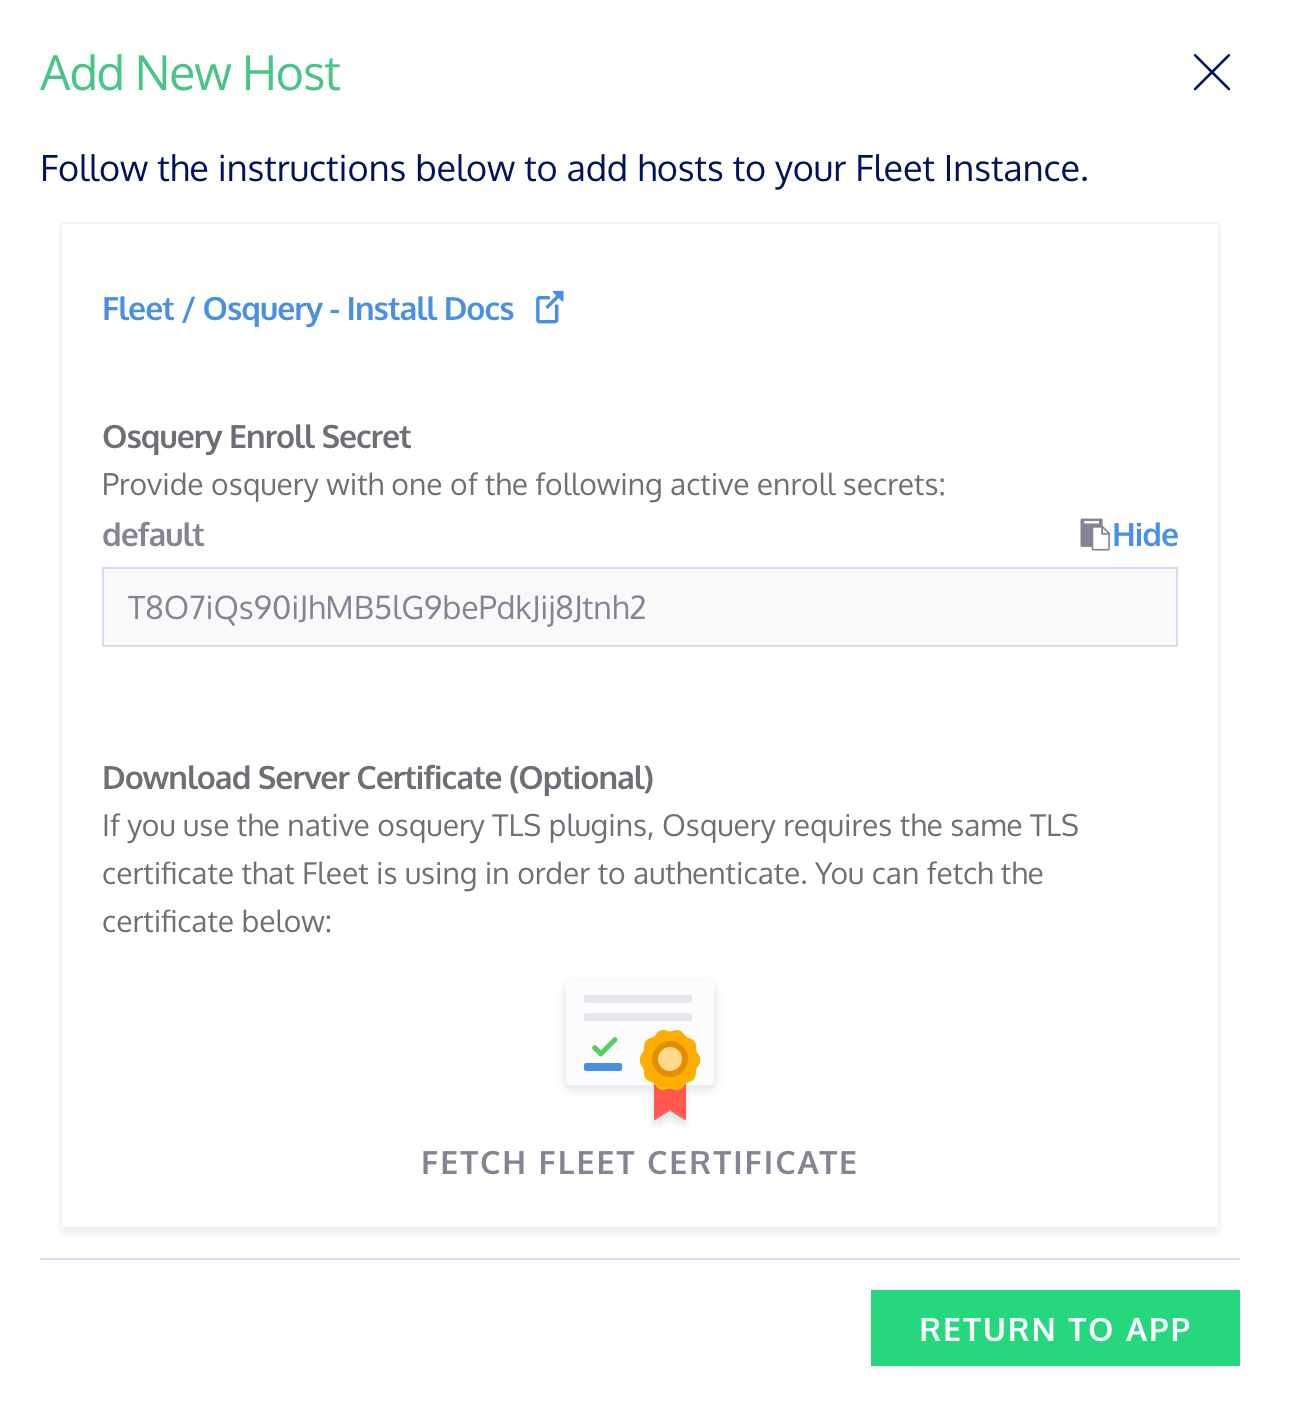 Add New Host
Follow the instructions below to add hosts to your Fleet Instance.
Fleet / Osquery - Install Docs
Osquery Enroll Secret
Provide osquery with one of the following active enroll secrets:
default
Hide
T8O7iQs90iJhMB5lG9bePdkJij8Jtnh2
Download Server Certificate (Optional)
If you use the native osquery TLS plugins, Osquery requires the same TLS
certificate that Fleet is using in order to authenticate. You can fetch the
certificate below:
FETCH FLEET CERTIFICATE
RETURN TO APP